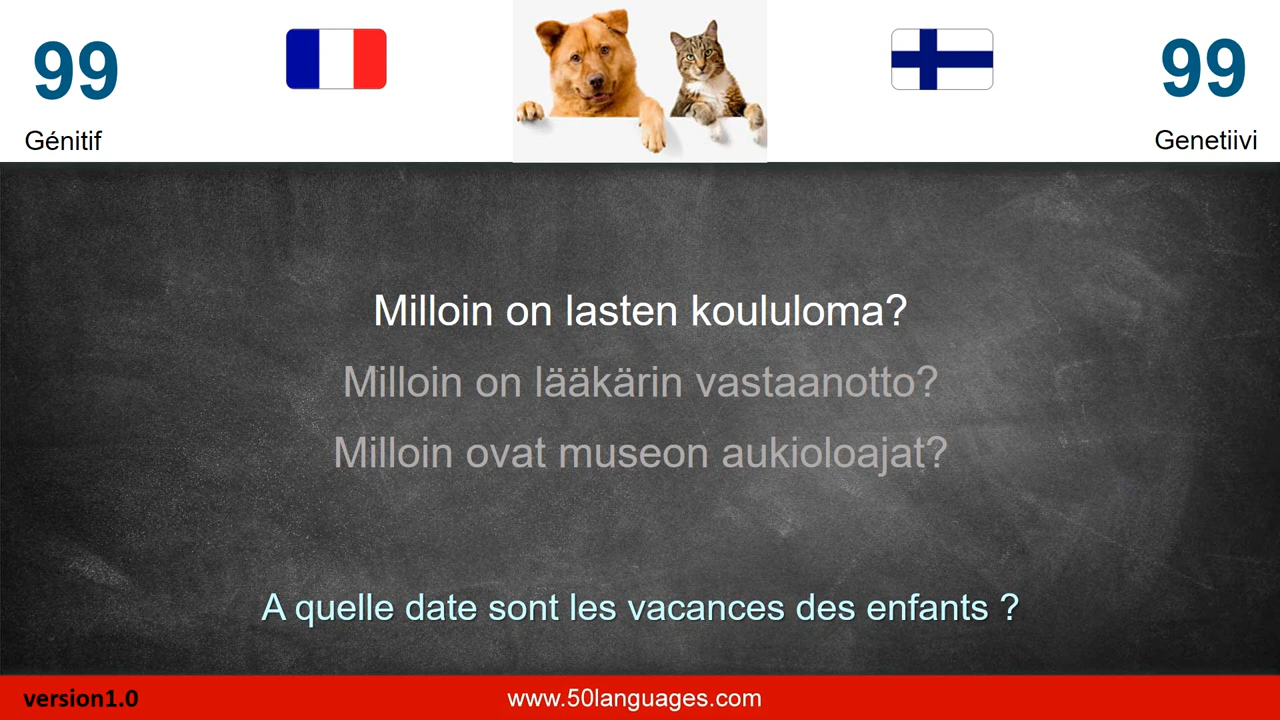 99
99
Génitif
Genetiivi
Milloin on lasten koululoma?
Milloin on lääkärin vastaanotto?
Milloin ovat museon aukioloajat?
A quelle date sont les vacances des enfants ?
version1.0
www.50languages.com